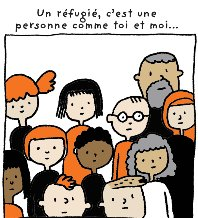 Un réfugié, c'est une
personne comme toi et moi...